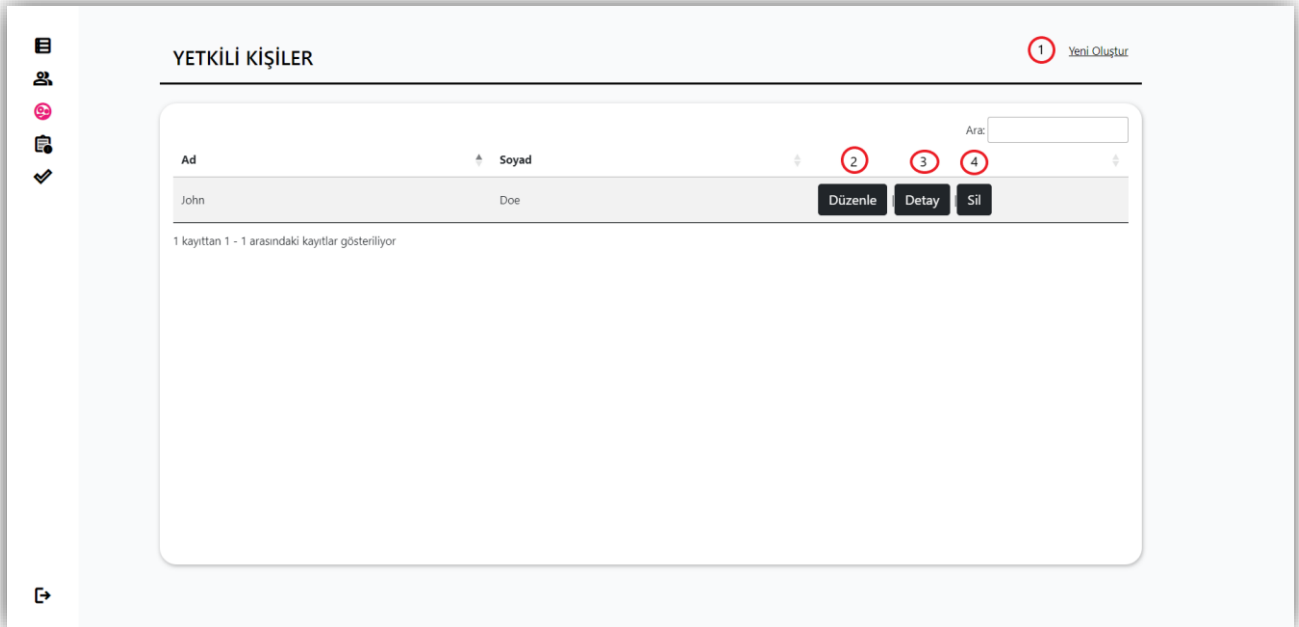 YETKİLİ KİŞİLER
1 Yeni Oluştur
Ara:
Ad Soyad 2 3 4
John Doe Düzenle | Detay | Sil
1 kayıttan 1 - 1 arasındaki kayıtlar gösteriliyor